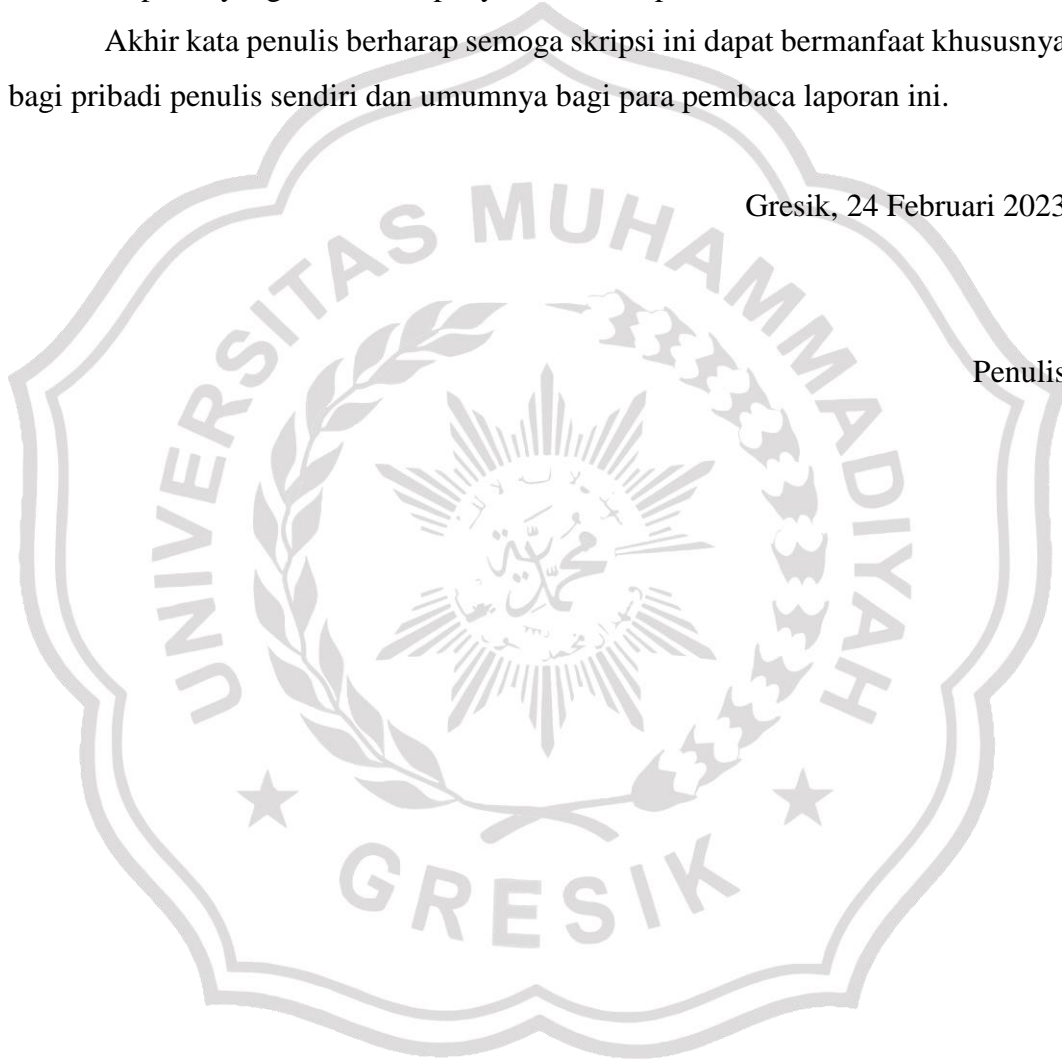 Akhir kata penulis berharap semoga skripsi ini dapat bermanfaat khususnya
bagi pribadi penulis sendiri dan umumnya bagi para pembaca laporan ini.
Gresik, 24 Februari 2023
Penulis
UNIVERSITAS MUHAMMADIYAH
محمد
GRESIK